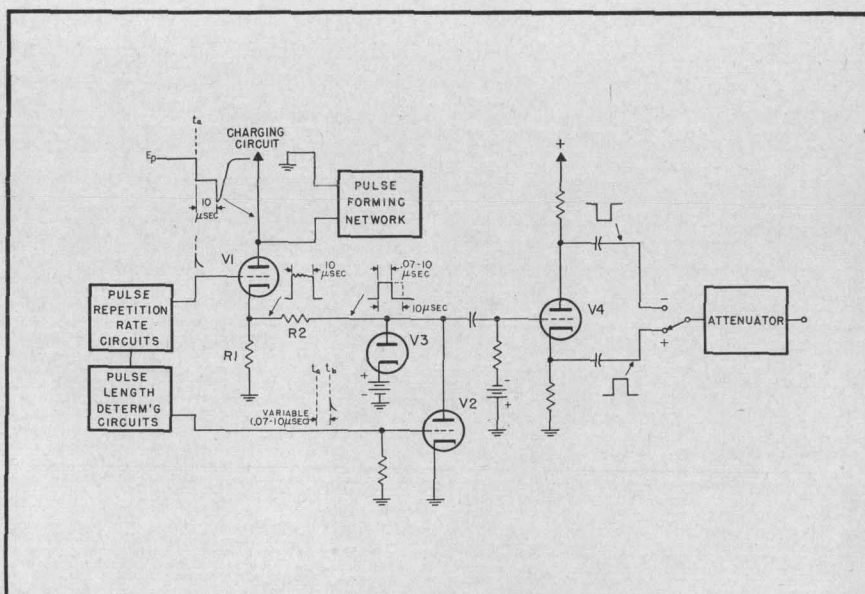 tₐ
CHARGING
CIRCUIT
Eₚ
10
μSEC
PULSE
FORMING
NETWORK
+
V1
10
μSEC
.07-10
μSEC
10μSEC
PULSE
REPETITION
RATE
CIRCUITS
R2
V3
V4
-
+
ATTENUATOR
R1
+
-
-
+
PULSE
LENGTH
DETERM'G
CIRCUITS
tₐ t_b
VARIABLE
(.07-10μSEC)
V2